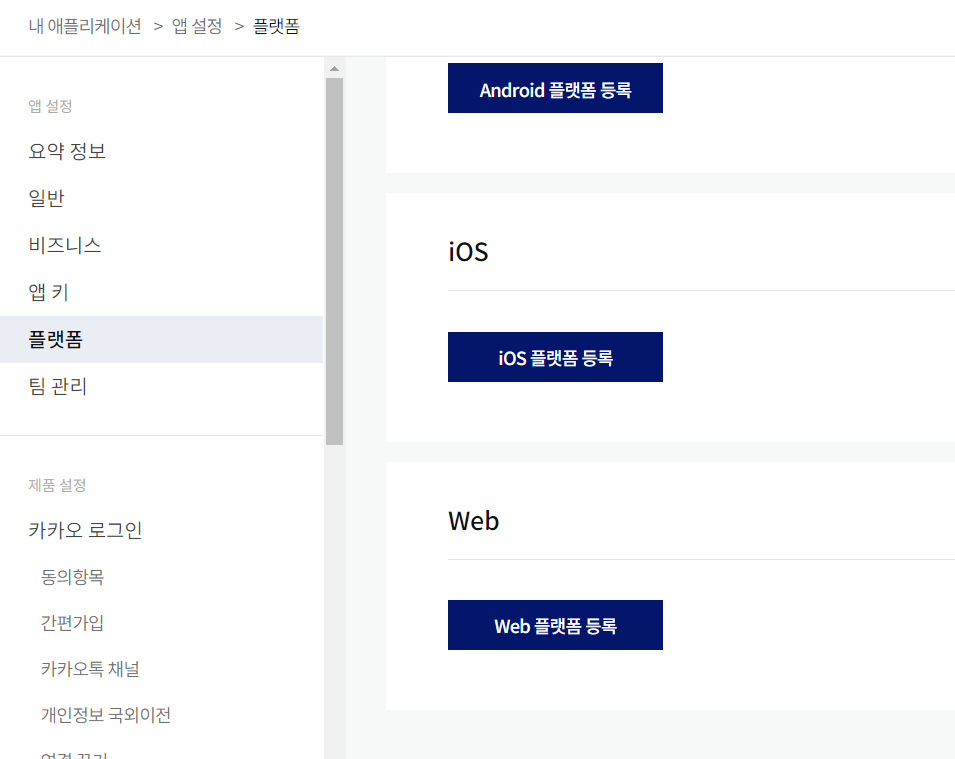 내 애플리케이션 > 앱 설정 > 플랫폼
앱 설정
요약 정보
일반
비즈니스
앱 키
플랫폼
팀 관리
제품 설정
카카오 로그인
동의항목
간편가입
카카오톡 채널
개인정보 국외이전
Android 플랫폼 등록
iOS
iOS 플랫폼 등록
Web
Web 플랫폼 등록